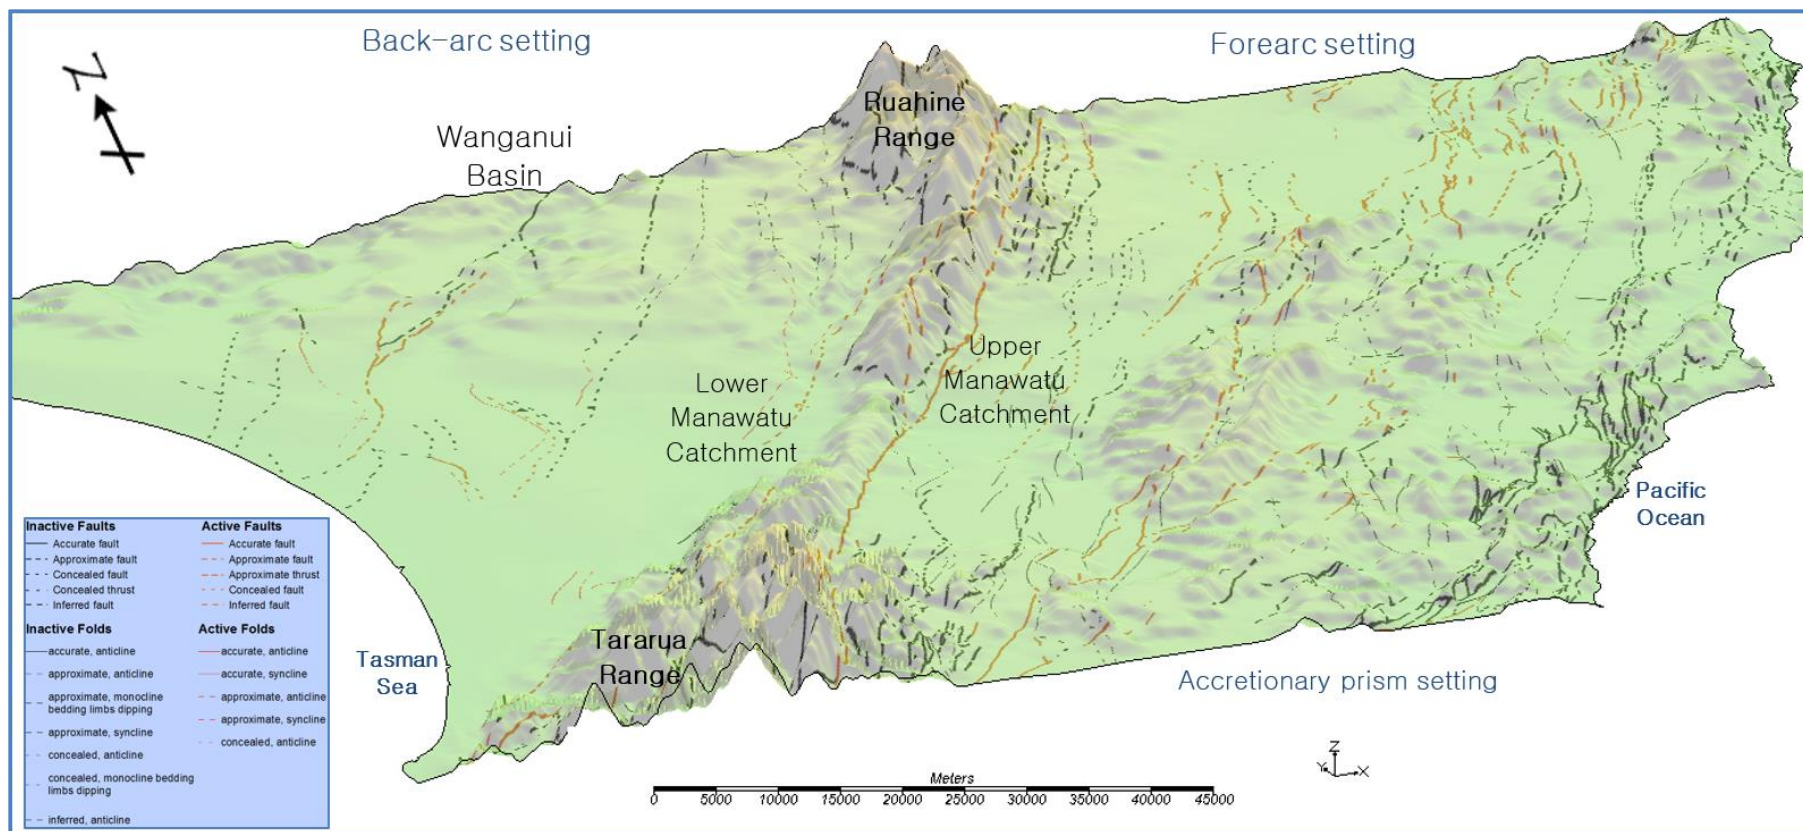 Back-arc setting
Forearc setting
Z
Ruahine
Range
Wanganui
Basin
Upper
Manawatu
Catchment
Lower
Manawatu
Catchment
Pacific
Ocean
Inactive Faults
Accurate fault
Approximate fault
Concealed fault
Concealed thrust
Inferred fault
Active Faults
Accurate fault
Approximate fault
Approximate thrust
Concealed fault
Inferred fault
Inactive Folds
accurate, anticline
approximate, anticline
approximate, monocline
bedding limbs dipping
approximate, syncline
concealed, anticline
concealed, monocline bedding
limbs dipping
inferred, anticline
Active Folds
accurate, anticline
accurate, syncline
approximate, anticline
approximate, syncline
concealed, anticline
Tasman
Sea
Tararua
Range
Accretionary prism setting
Z
Y X
Meters
0 5000 10000 15000 20000 25000 30000 35000 40000 45000